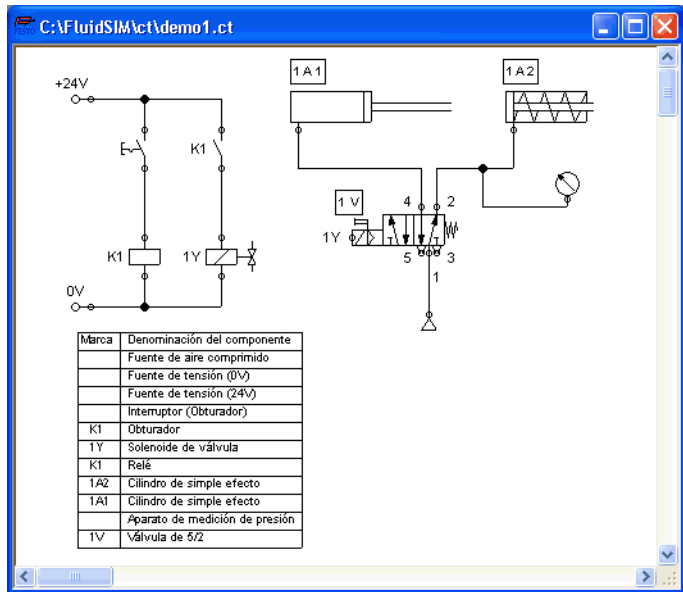 C:\FluidSIM\ct\demo1.ct
FESTO
1A1
1A2
+24V
K1
1V
4
2
1Y
5
3
K1
1Y
1
0V
Marca Denominación del componente
Fuente de aire comprimido
Fuente de tensión (0V)
Fuente de tensión (24V)
Interruptor (Obturador)
K1 Obturador
1Y Solenoide de válvula
K1 Relé
1A2 Cilindro de simple efecto
1A1 Cilindro de simple efecto
Aparato de medición de presión
1V Válvula de 5/2